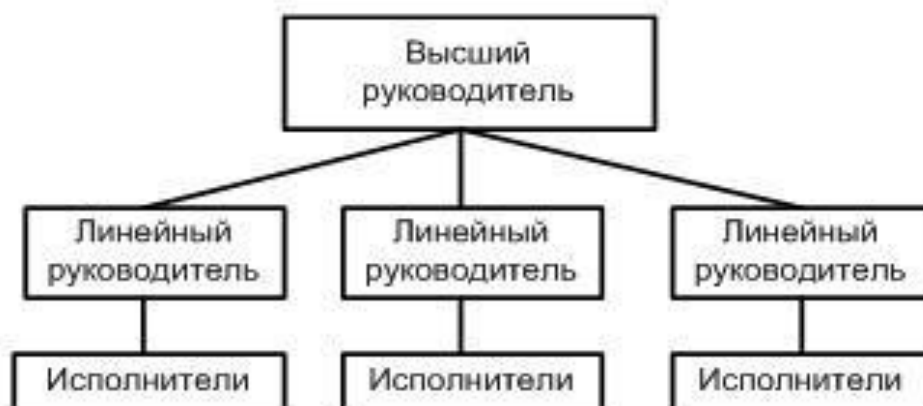 Высший
руководитель
Линейный
руководитель
Линейный
руководитель
Линейный
руководитель
Исполнители
Исполнители
Исполнители